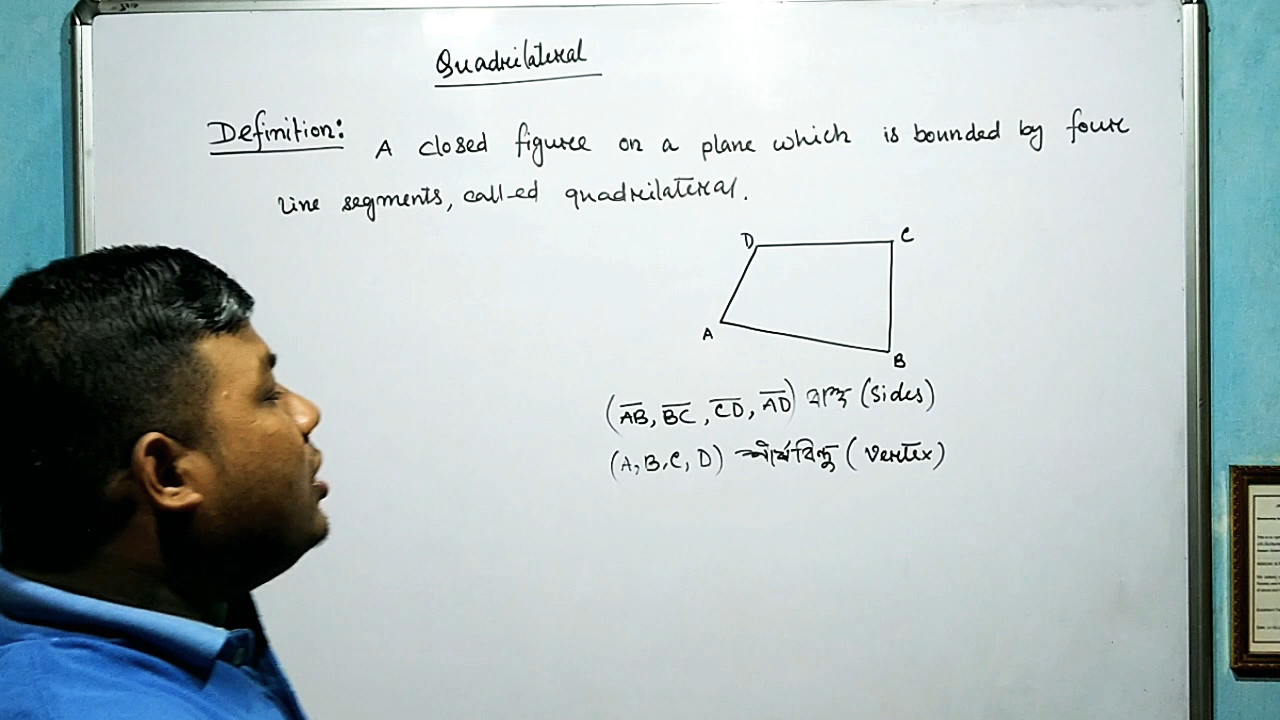 Quadrilateral
Definition: A closed figure on a plane which is bounded by four
line segments, called quadrilateral.
D C
A B
(AB, BC, CD, AD) বাহু (Sides)
(A, B, C, D) শীর্ষবিন্দু (Vertex)